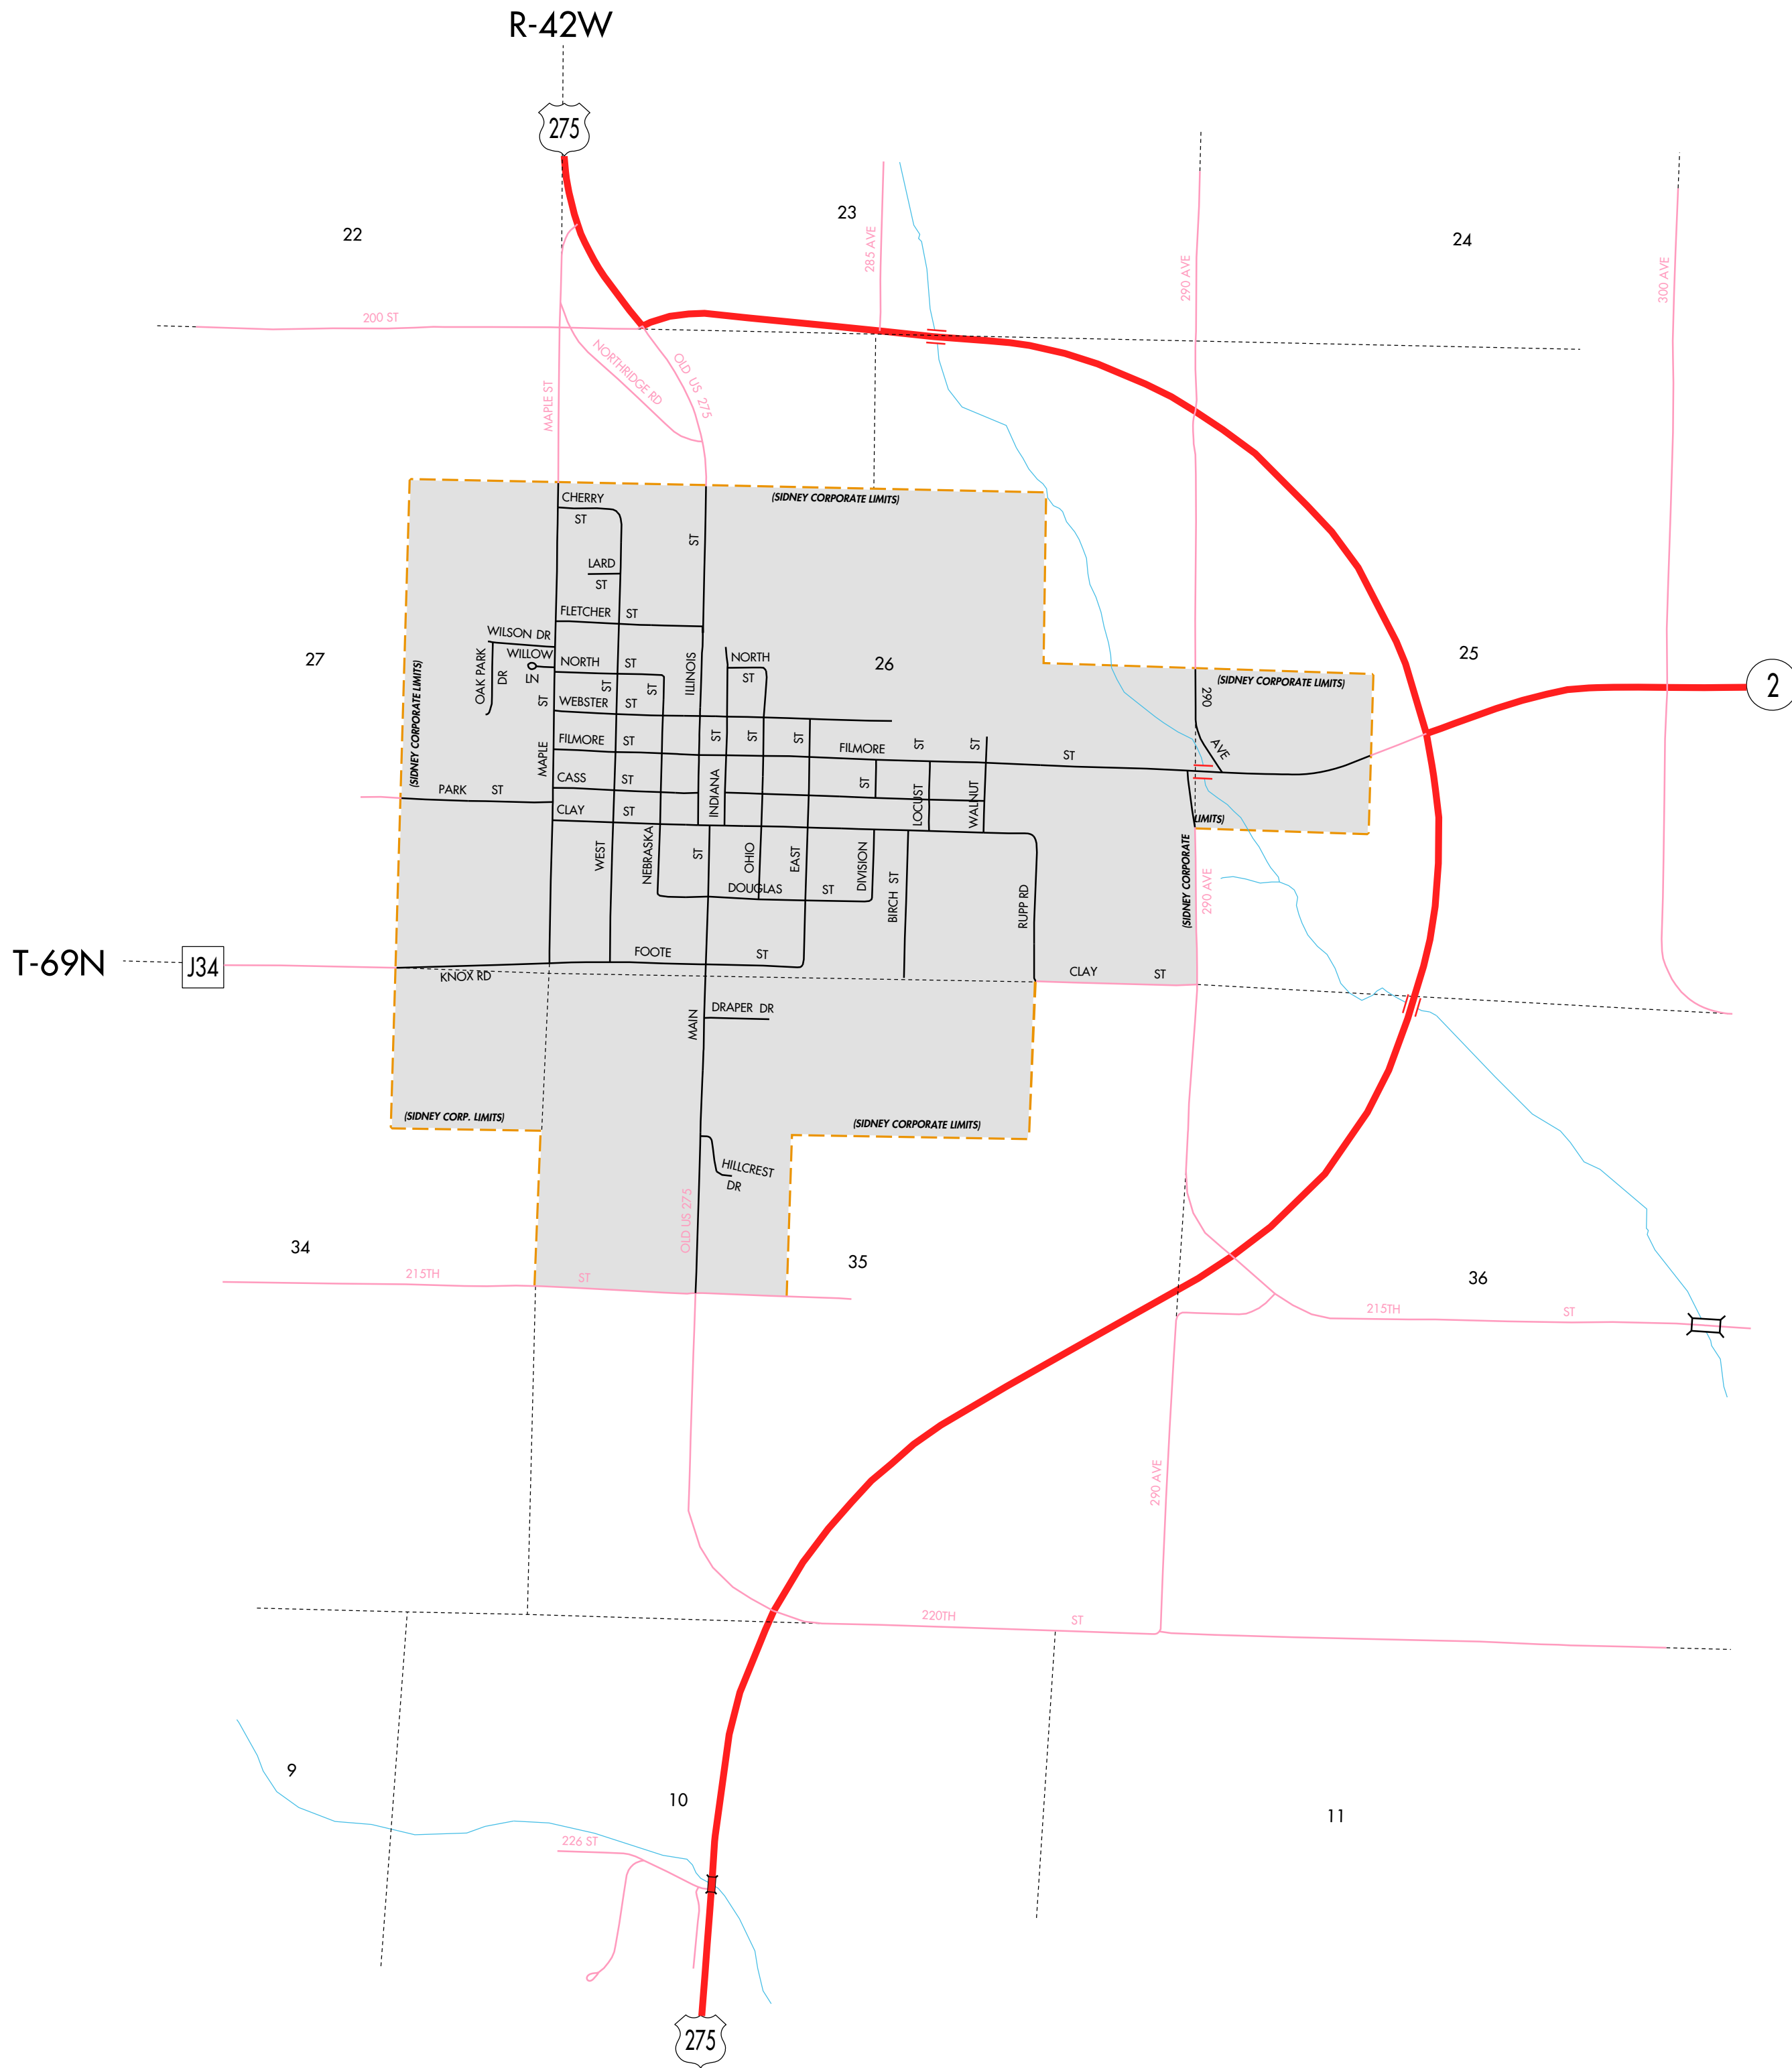 R-42W
275
23
22
24
285 AVE
290 AVE
300 AVE
200 ST
NORTHRIDGE RD
OLD US 275
MAPLE ST
CHERRY
ST
(SIDNEY CORPORATE LIMITS)
ST
LARD
ST
FLETCHER ST
WILSON DR
WILLOW
LN
OAK PARK
DR
27
NORTH ST
NORTH
ST
26
25
2
(SIDNEY CORPORATE LIMITS)
(SIDNEY CORPORATE LIMITS)
ILLINOIS
ST
ST
ST
WEBSTER ST
MAPLE
290
AVE
FILMORE ST
ST
ST
ST
FILMORE
ST
ST
ST
CASS ST
INDIANA
ST
LOCUST
WALNUT
PARK ST
CLAY ST
LIMITS)
WEST
NEBRASKA
ST
OHIO
EAST
DIVISION
BIRCH ST
RUPP RD
(SIDNEY CORPORATE
290 AVE
DOUGLAS ST
T-69N
J34
FOOTE ST
KNOX RD
CLAY ST
DRAPER DR
MAIN
(SIDNEY CORP. LIMITS)
(SIDNEY CORPORATE LIMITS)
HILLCREST
DR
OLD US 275
34
35
36
215TH ST
215TH ST
290 AVE
220TH ST
9
10
11
226 ST
275